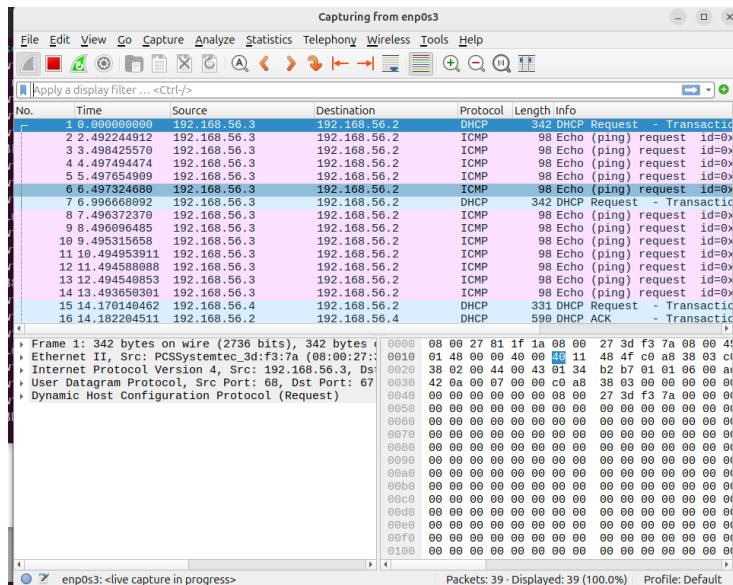 Capturing from enp0s3
File Edit View Go Capture Analyze Statistics Telephony Wireless Tools Help
Apply a display filter … <Ctrl-/>
No. Time Source Destination Protocol Length Info
1 0.000000000 192.168.56.3 192.168.56.2 DHCP 342 DHCP Request - Transactio
2 2.492244912 192.168.56.3 192.168.56.2 ICMP 98 Echo (ping) request id=0x
3 3.498425570 192.168.56.3 192.168.56.2 ICMP 98 Echo (ping) request id=0x
4 4.497494474 192.168.56.3 192.168.56.2 ICMP 98 Echo (ping) request id=0x
5 5.497654909 192.168.56.3 192.168.56.2 ICMP 98 Echo (ping) request id=0x
6 6.497324680 192.168.56.3 192.168.56.2 ICMP 98 Echo (ping) request id=0x
7 6.996668092 192.168.56.3 192.168.56.2 DHCP 342 DHCP Request - Transactio
8 7.496372370 192.168.56.3 192.168.56.2 ICMP 98 Echo (ping) request id=0x
9 8.496096485 192.168.56.3 192.168.56.2 ICMP 98 Echo (ping) request id=0x
10 9.495315658 192.168.56.3 192.168.56.2 ICMP 98 Echo (ping) request id=0x
11 10.494953911 192.168.56.3 192.168.56.2 ICMP 98 Echo (ping) request id=0x
12 11.494588088 192.168.56.3 192.168.56.2 ICMP 98 Echo (ping) request id=0x
13 12.494540853 192.168.56.3 192.168.56.2 ICMP 98 Echo (ping) request id=0x
14 13.493650301 192.168.56.3 192.168.56.2 ICMP 98 Echo (ping) request id=0x
15 14.170140462 192.168.56.4 192.168.56.2 DHCP 331 DHCP Request - Transactio
16 14.182204511 192.168.56.2 192.168.56.4 DHCP 590 DHCP ACK - Transactio
Frame 1: 342 bytes on wire (2736 bits), 342 bytes
Ethernet II, Src: PCSSystemtec_3d:f3:7a (08:00:27:
Internet Protocol Version 4, Src: 192.168.56.3, Ds
User Datagram Protocol, Src Port: 68, Dst Port: 67
Dynamic Host Configuration Protocol (Request)
0000 08 00 27 81 1f 1a 08 00 27 3d f3 7a 08 00 45
0010 01 48 00 00 40 00 40 11 48 4f c0 a8 38 03 c0
0020 38 02 00 44 00 43 01 34 b2 b7 01 01 06 00 a
0030 42 0a 00 07 00 00 c0 a8 38 03 00 00 00 00 00
0040 00 00 00 00 00 00 08 00 27 3d f3 7a 00 00 00
0050 00 00 00 00 00 00 00 00 00 00 00 00 00 00 00
0060 00 00 00 00 00 00 00 00 00 00 00 00 00 00 00
0070 00 00 00 00 00 00 00 00 00 00 00 00 00 00 00
0080 00 00 00 00 00 00 00 00 00 00 00 00 00 00 00
0090 00 00 00 00 00 00 00 00 00 00 00 00 00 00 00
00a0 00 00 00 00 00 00 00 00 00 00 00 00 00 00 00
00b0 00 00 00 00 00 00 00 00 00 00 00 00 00 00 00
00c0 00 00 00 00 00 00 00 00 00 00 00 00 00 00 00
00d0 00 00 00 00 00 00 00 00 00 00 00 00 00 00 00
00e0 00 00 00 00 00 00 00 00 00 00 00 00 00 00 00
00f0 00 00 00 00 00 00 00 00 00 00 00 00 00 00 00
0100 00 00 00 00 00 00 00 00 00 00 00 00 00 00 00
enp0s3: <live capture in progress> Packets: 39 · Displayed: 39 (100.0%) Profile: Default